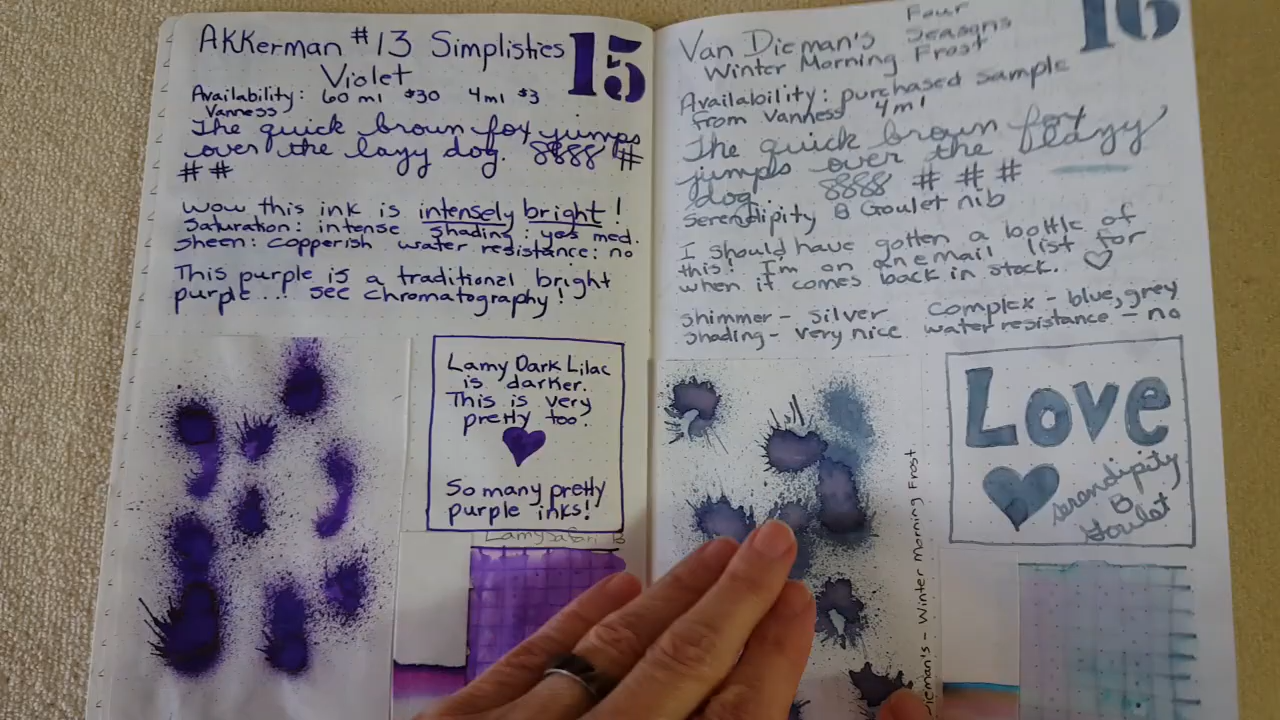 AKKerman #13 Simplisties
Violet
15
Availability: 60 ml $30 4ml $3
Vanness
The quick brown fox jumps
over the lazy dog. 8888 #
# #
Wow this ink is intensely bright!
Saturation: intense shading: yes med.
Sheen: copperish water resistance: no
This purple is a traditional bright
purple... see chromatography!
Lamy Dark Lilac
is darker.
This is very
pretty too.
So many pretty
purple inks!
Lamy Safari B
Four
Seasons
Van Dieman's
Winter Morning Frost
16
Availability: purchased sample
from Vanness 4ml
The quick brown fox
jumps over the lazy
dog. 8888 # # #
Serendipity B Goulet nib
I should have gotten a bottle of
this! I'm on an email list for
when it comes back in stock.
shimmer - silver complex - blue, grey
shading - very nice water resistance - no
Love
serendipity
B
Goulet
Dieman's - Winter Morning Frost